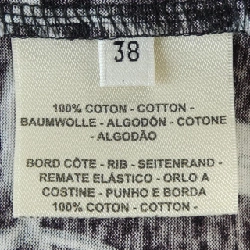 38
100% COTON - COTTON -
BAUMWOLLE - ALGODÓN - COTONE
- ALGODÃO
BORD CÔTE - RIB - SEITENRAND -
REMATE ELÁSTICO - ORLO A
COSTINE - PUNHO E BORDA
100% COTON - COTTON -